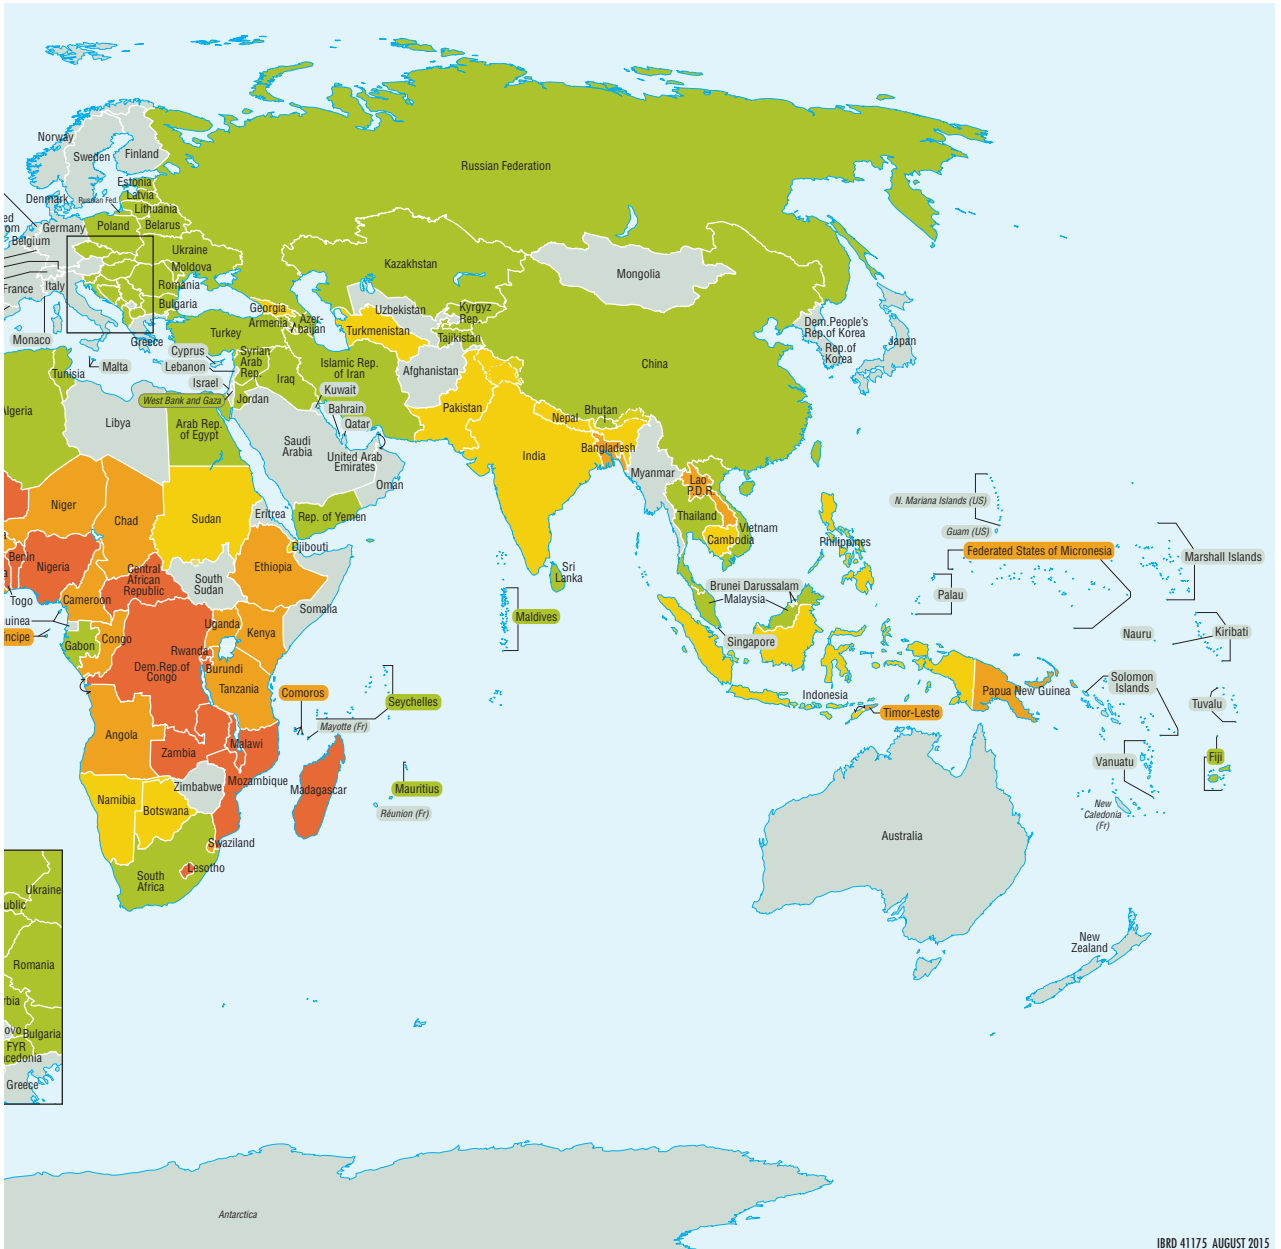 Norway
Sweden
Finland
Russian Federation
Estonia
Latvia
Denmark
Russian Fed.
Lithuania
Poland
Belarus
Germany
Belgium
Ukraine
Moldova
Kazakhstan
Mongolia
France
Italy
Romania
Bulgaria
Georgia
Armenia
Azer-
baijan
Uzbekistan
Kyrgyz
Rep.
Turkmenistan
Tajikistan
Monaco
Greece
Turkey
Cyprus
Lebanon
Syrian
Arab
Rep.
Israel
Iraq
Islamic Rep.
of Iran
Afghanistan
China
Dem.People's
Rep.of Korea
Rep.of
Korea
Japan
Tunisia
Malta
West Bank and Gaza
Jordan
Kuwait
Bahrain
Qatar
Pakistan
Nepal
Bhutan
lgeria
Libya
Arab Rep.
of Egypt
Saudi
Arabia
United Arab
Emirates
Oman
India
Bangladesh
Myanmar
Lao
P.D.R.
Niger
Chad
Sudan
Eritrea
Rep. of Yemen
Thailand
Vietnam
Cambodia
Philippines
N. Mariana Islands (US)
Guam (US)
Federated States of Micronesia
Marshall Islands
Benin
Nigeria
Central
African
Republic
South
Sudan
Ethiopia
Djibouti
Somalia
Sri
Lanka
Brunei Darussalam
Malaysia
Palau
Togo
Cameroon
uinea
Uganda
Kenya
Maldives
Singapore
Nauru
Kiribati
ncipe
Gabon
Congo
Rwanda
Burundi
Dem.Rep.of
Congo
Tanzania
Comoros
Seychelles
Indonesia
Papua New Guinea
Solomon
Islands
Tuvalu
Timor-Leste
Mayotte (Fr)
Angola
Zambia
Malawi
Vanuatu
Fiji
Zimbabwe
Mozambique
Madagascar
Mauritius
Namibia
Botswana
Réunion (Fr)
New
Caledonia
(Fr)
Australia
Swaziland
South
Africa
Lesotho
New
Zealand
Ukraine
ublic
Romania
rbia
ovo
Bulgaria
FYR
cedonia
Greece
Antarctica
IBRD 41175 AUGUST 2015